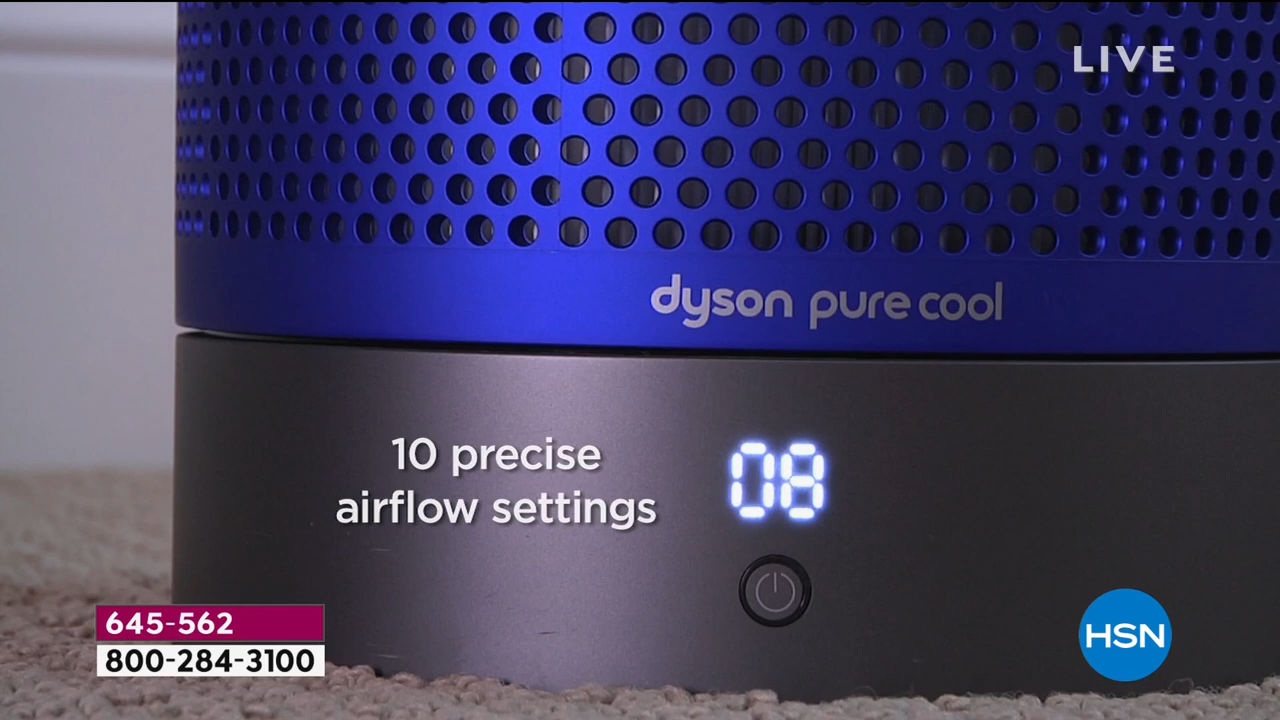 LIVE
dyson pure cool
10 precise
airflow settings
08
645-562
800-284-3100
HSN